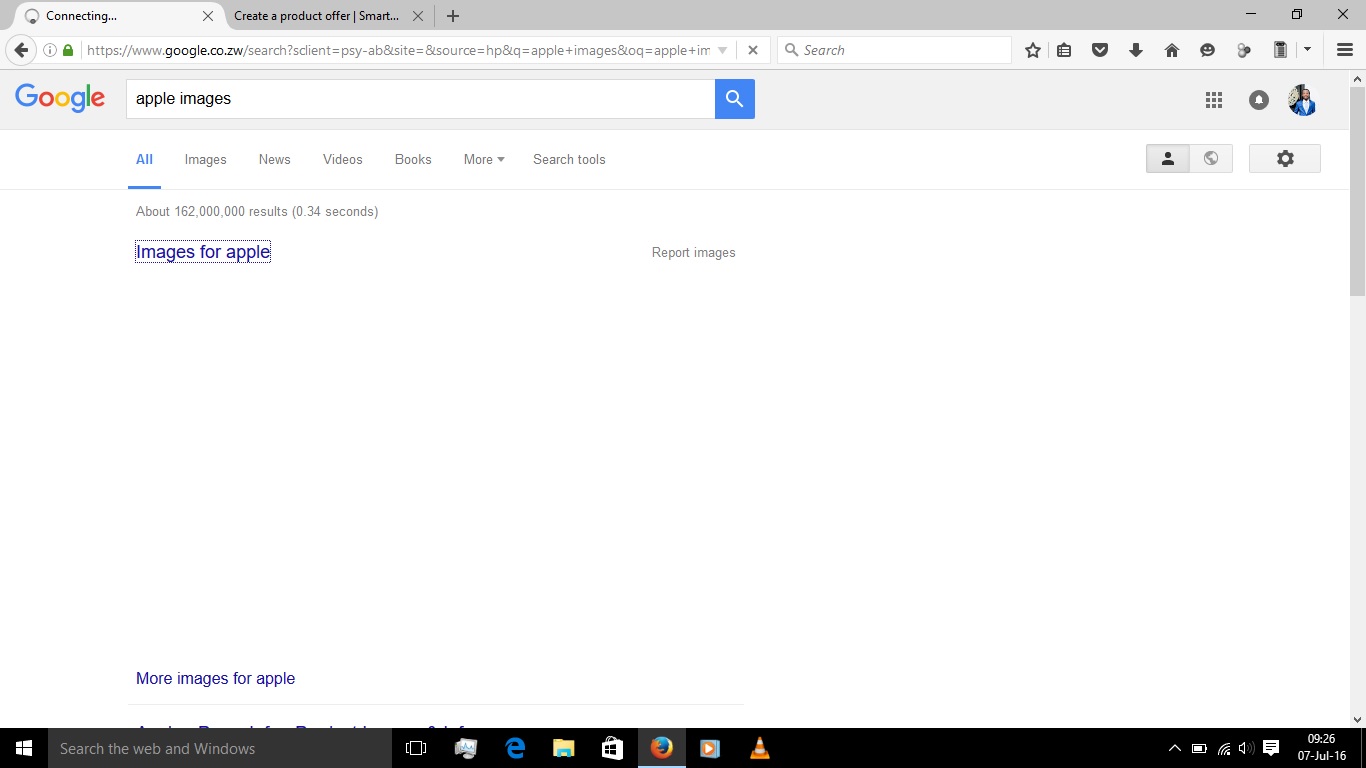 Connecting...
Create a product offer | Smart...
https://www.google.co.zw/search?sclient=psy-ab&site=&source=hp&q=apple+images&oq=apple+im
Search
Google
apple images
All Images News Videos Books More Search tools
About 162,000,000 results (0.34 seconds)
Images for apple
Report images
More images for apple
Search the web and Windows
09:26
07-Jul-16